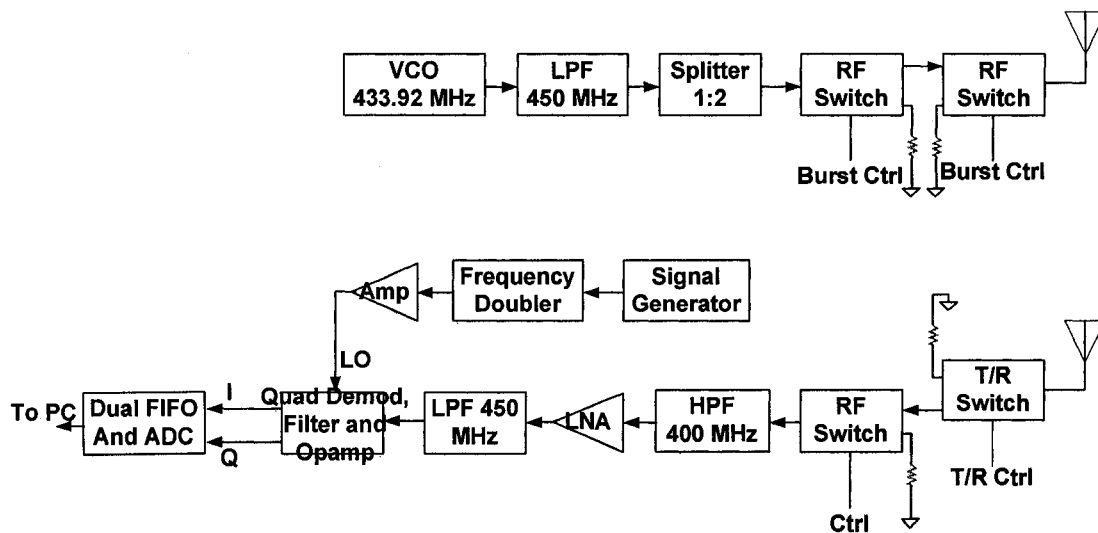 VCO
433.92 MHz
LPF
450 MHz
Splitter
1:2
RF
Switch
RF
Switch
Burst Ctrl
Burst Ctrl
Amp
Frequency
Doubler
Signal
Generator
LO
To PC
Dual FIFO
And ADC
I
Q
Quad Demod,
Filter and
Opamp
LPF 450
MHz
LNA
HPF
400 MHz
RF
Switch
T/R
Switch
Ctrl
T/R Ctrl